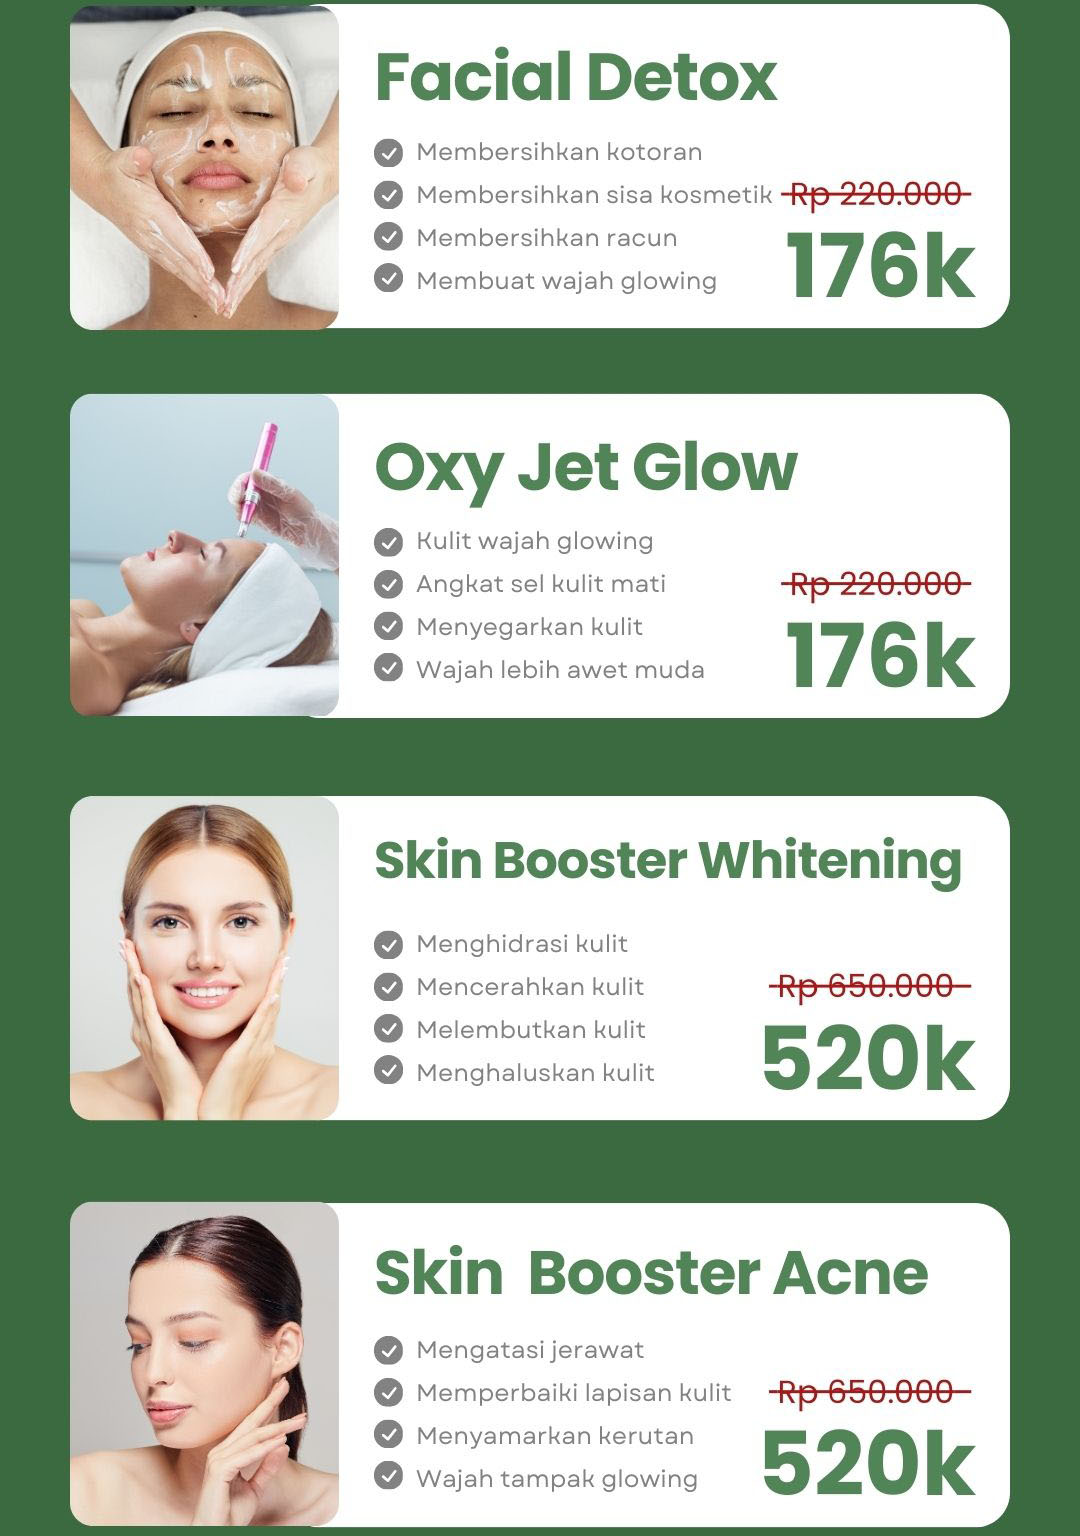 Facial Detox
Membersihkan kotoran
Membersihkan sisa kosmetik
Membersihkan racun
Membuat wajah glowing
Rp 220.000
176k
Oxy Jet Glow
Kulit wajah glowing
Angkat sel kulit mati
Menyegarkan kulit
Wajah lebih awet muda
Rp 220.000
176k
Skin Booster Whitening
Menghidrasi kulit
Mencerahkan kulit
Melembutkan kulit
Menghaluskan kulit
Rp 650.000
520k
Skin Booster Acne
Mengatasi jerawat
Memperbaiki lapisan kulit
Menyamarkan kerutan
Wajah tampak glowing
Rp 650.000
520k